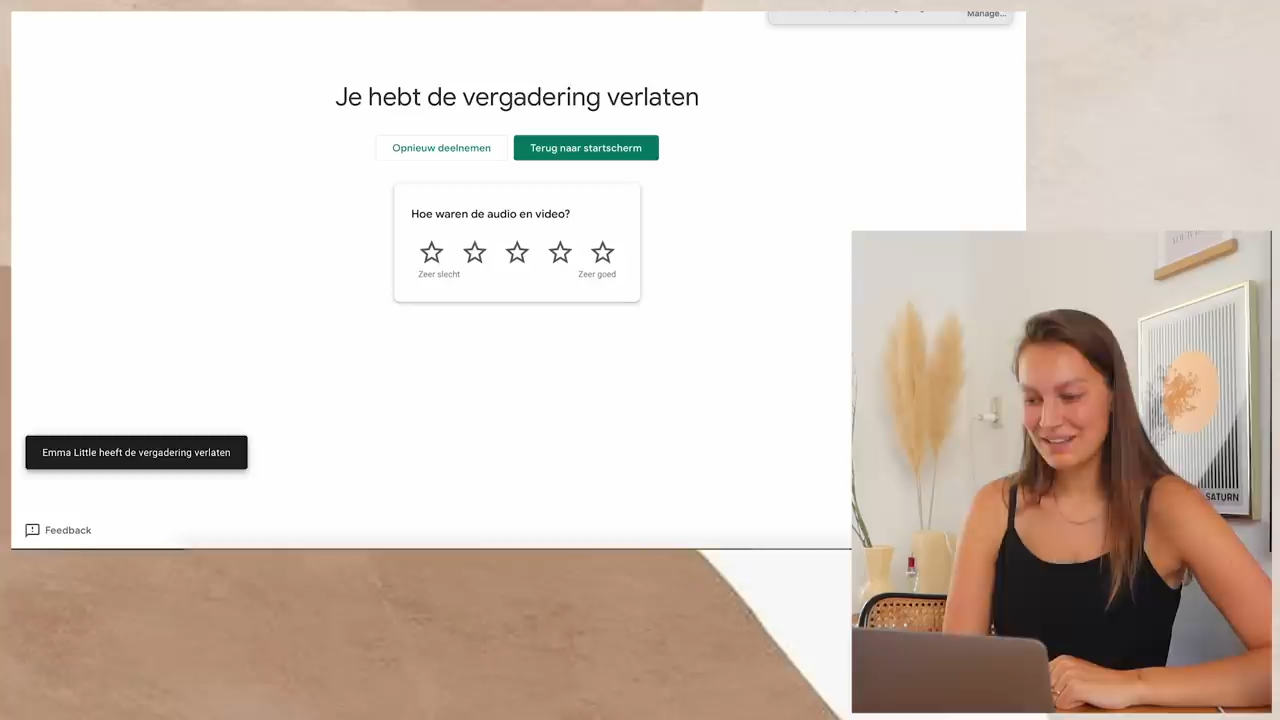 Manage...
Je hebt de vergadering verlaten
Opnieuw deelnemen
Terug naar startscherm
Hoe waren de audio en video?
Zeer slecht
Zeer goed
Emma Little heeft de vergadering verlaten
Feedback
SATURN